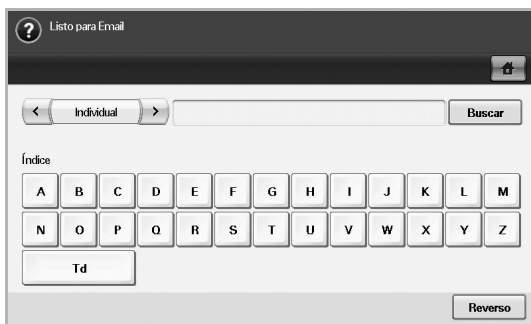 Listo para Email
< Individual > Buscar
Índice
A B C D E F G H I J K L M
N O P Q R S T U V W X Y Z
Td
Reverso